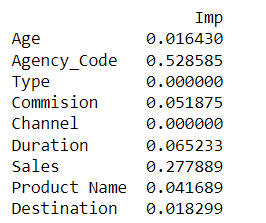 Imp
Age 0.016430
Agency_Code 0.528585
Type 0.000000
Commision 0.051875
Channel 0.000000
Duration 0.065233
Sales 0.277889
Product Name 0.041689
Destination 0.018299